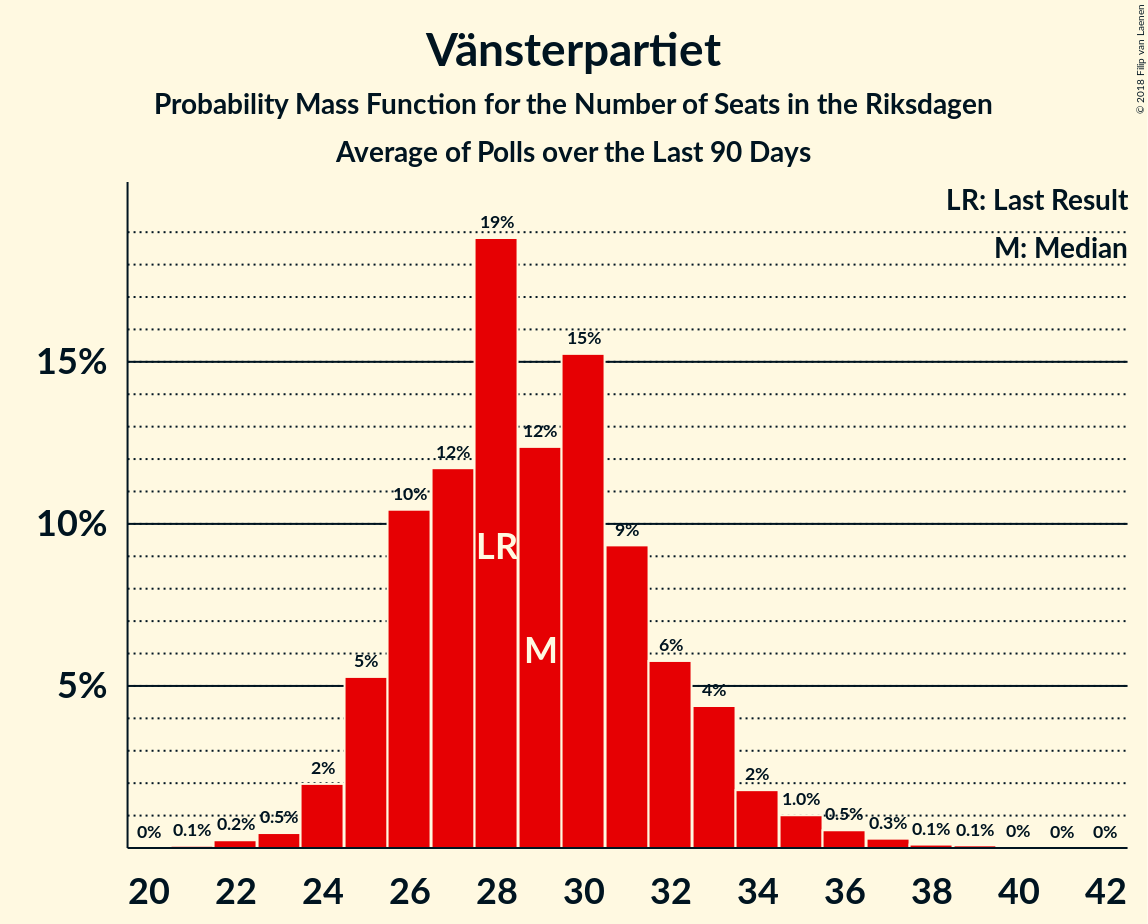 Vänsterpartiet
Probability Mass Function for the Number of Seats in the Riksdagen
Average of Polls over the Last 90 Days
© 2018 Filip van Laenen
LR: Last Result
M: Median
15%
10%
5%
0%
0.1%
0.2%
0.5%
2%
5%
10%
12%
19%
12%
15%
9%
6%
4%
2%
1.0%
0.5%
0.3%
0.1%
0.1%
0%
0%
0%
LR
M
20 22 24 26 28 30 32 34 36 38 40 42